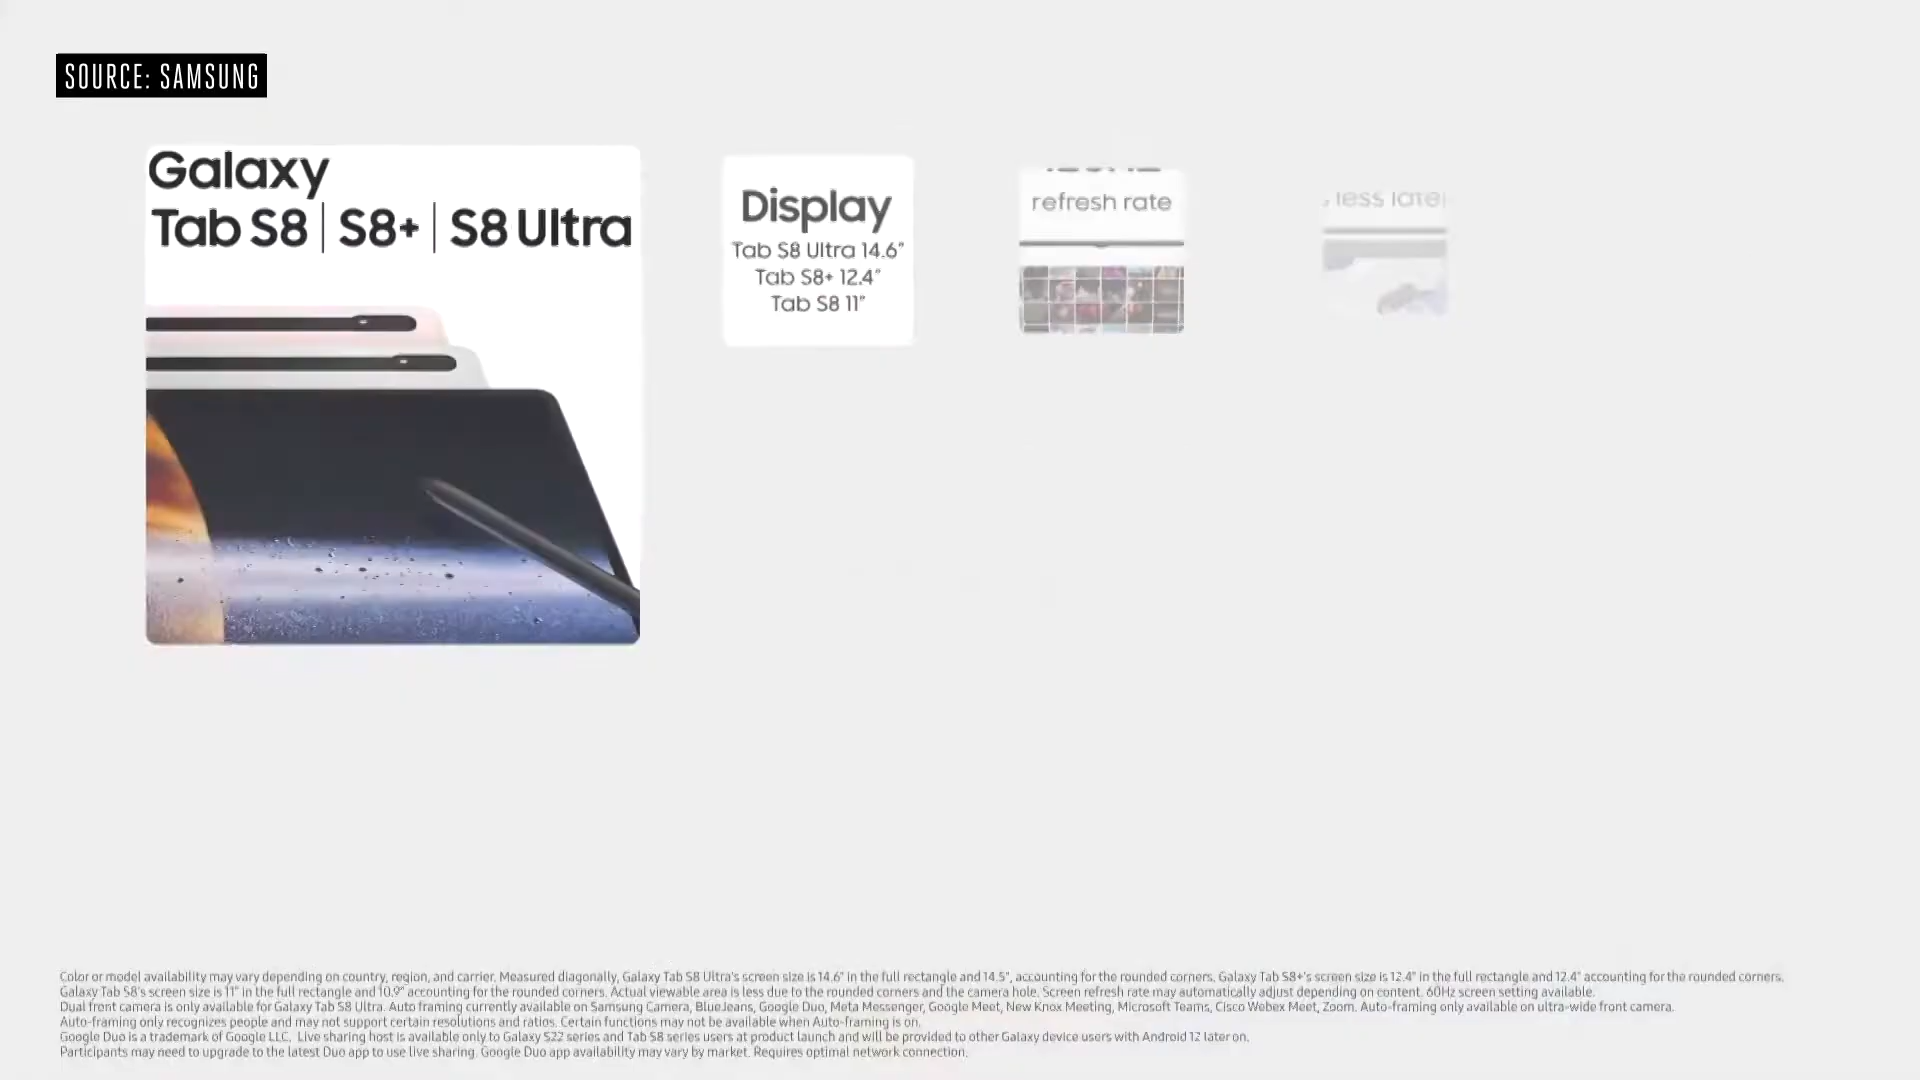 SOURCE: SAMSUNG
Galaxy
Tab S8 | S8+ | S8 Ultra
Display
Tab S8 Ultra 14.6"
Tab S8+ 12.4"
Tab S8 11"
refresh rate
less
Color or model availability may vary depending on country, region, and carrier. Measured diagonally, Galaxy Tab S8 Ultra's screen size is 14.6" in the full rectangle and 14.5", accounting for the rounded corners. Galaxy Tab S8+'s screen size is 12.4" in the full rectangle and 12.4" accounting for the rounded corners.
Galaxy Tab S8's screen size is 11" in the full rectangle and 10.9" accounting for the rounded corners. Actual viewable area is less due to the rounded corners and the camera hole. Screen refresh rate may automatically adjust depending on content. 60Hz screen setting available.
Dual front camera is only available for Galaxy Tab S8 Ultra. Auto framing currently available on Samsung Camera, BlueJeans, Google Duo, Meta Messenger, Google Meet, New Knox Meeting, Microsoft Teams, Cisco Webex Meet, Zoom. Auto-framing only available on ultra-wide front camera.
Auto-framing only recognizes people and may not support certain resolutions and ratios. Certain functions may not be available when Auto-framing is on.
Google Duo is a trademark of Google LLC. Live sharing host is available only to Galaxy S22 series and Tab S8 series users at product launch and will be provided to other Galaxy device users with Android 12 later on.
Participants may need to upgrade to the latest Duo app to use live sharing. Google Duo app availability may vary by market. Requires optimal network connection.